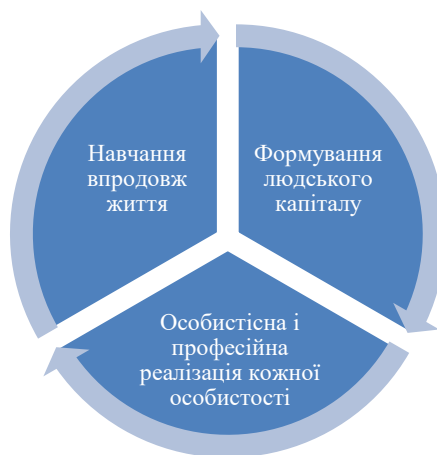 Навчання
впродовж
життя
Формування
людського
капіталу
Особистісна і
професійна
реалізація кожної
особистості